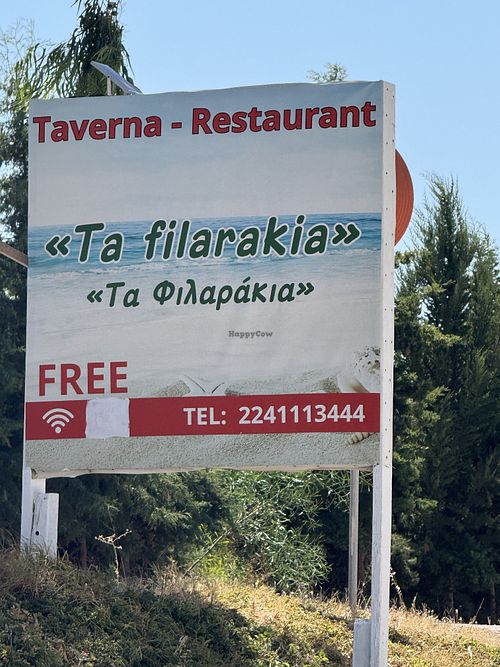 Taverna - Restaurant
«Ta filarakia»
«Τα Φιλαράκια»
HappyCow
FREE
TEL: 2241113444